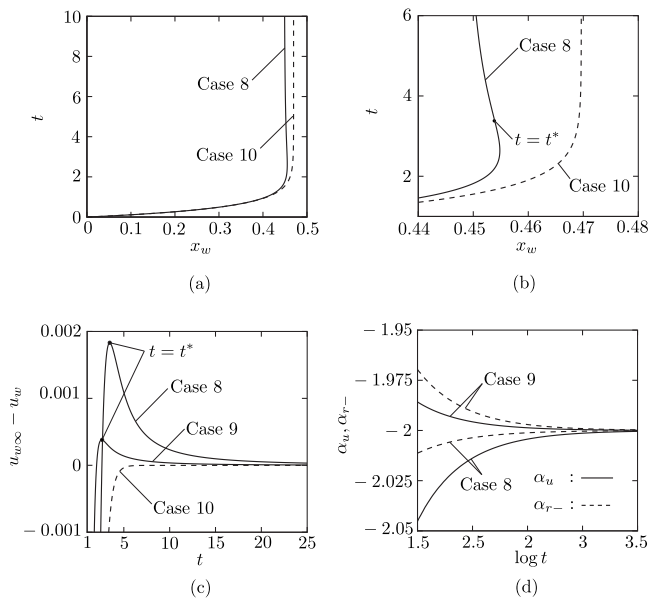 10
8
6
4
2
0
t
Case 8
Case 10
0
0.1
0.2
0.3
0.4
0.5
x_w
(a)
6
4
2
t
Case 8
t = t*
Case 10
0.44
0.45
0.46
0.47
0.48
x_w
(b)
0.002
0.001
0
−0.001
u_w∞ − u_w
t = t*
Case 8
Case 9
Case 10
1
5
10
15
20
25
t
(c)
−1.95
−1.975
−2
−2.025
−2.05
α_u, α_r−
Case 9
Case 8
α_u :
α_r− :
1.5
2.5
2
3
3.5
log t
(d)